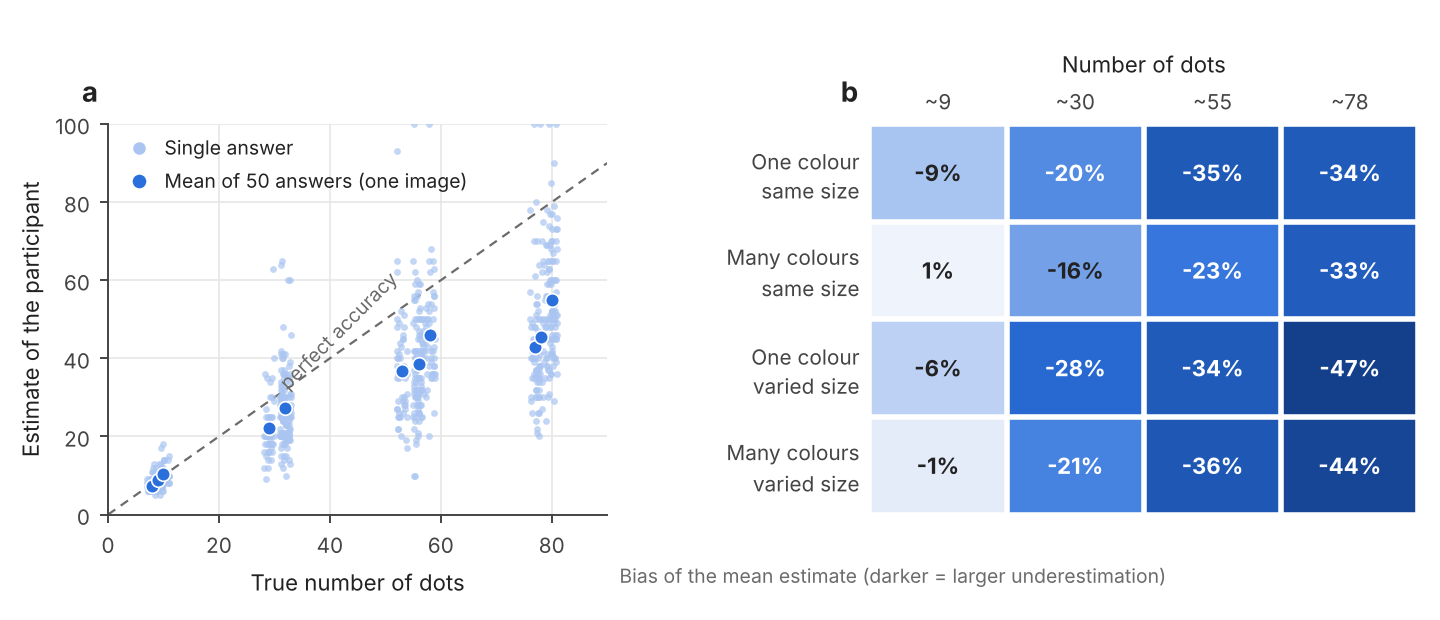 a
100
80
60
40
20
0
Estimate of the participant
Single answer
Mean of 50 answers (one image)
perfect accuracy
0 20 40 60 80
True number of dots
b
Number of dots
~9 ~30 ~55 ~78
One colour
same size
-9% -20% -35% -34%
Many colours
same size
1% -16% -23% -33%
One colour
varied size
-6% -28% -34% -47%
Many colours
varied size
-1% -21% -36% -44%
Bias of the mean estimate (darker = larger underestimation)